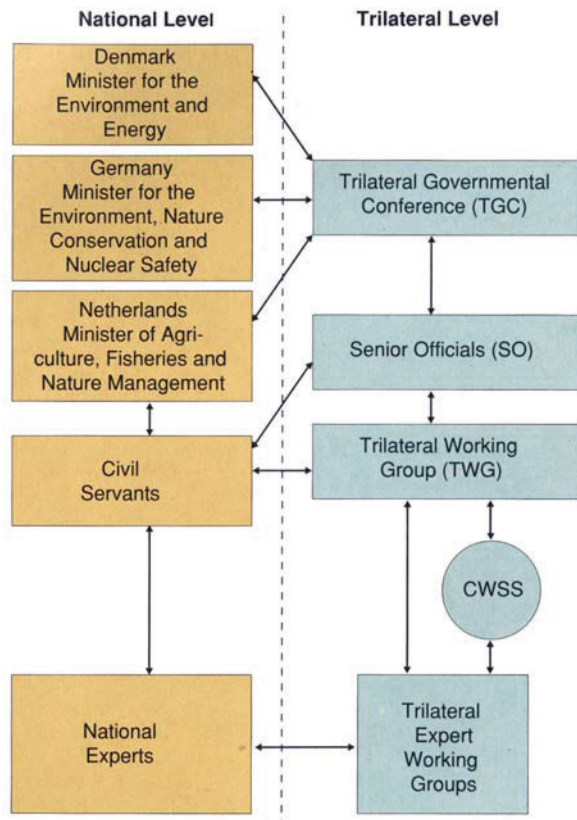 National Level
Trilateral Level
Denmark
Minister for the
Environment and
Energy
Germany
Minister for the
Environment, Nature
Conservation and
Nuclear Safety
Trilateral Governmental
Conference (TGC)
Netherlands
Minister of Agri-
culture, Fisheries and
Nature Management
Senior Officials (SO)
Civil
Servants
Trilateral Working
Group (TWG)
CWSS
National
Experts
Trilateral
Expert
Working
Groups